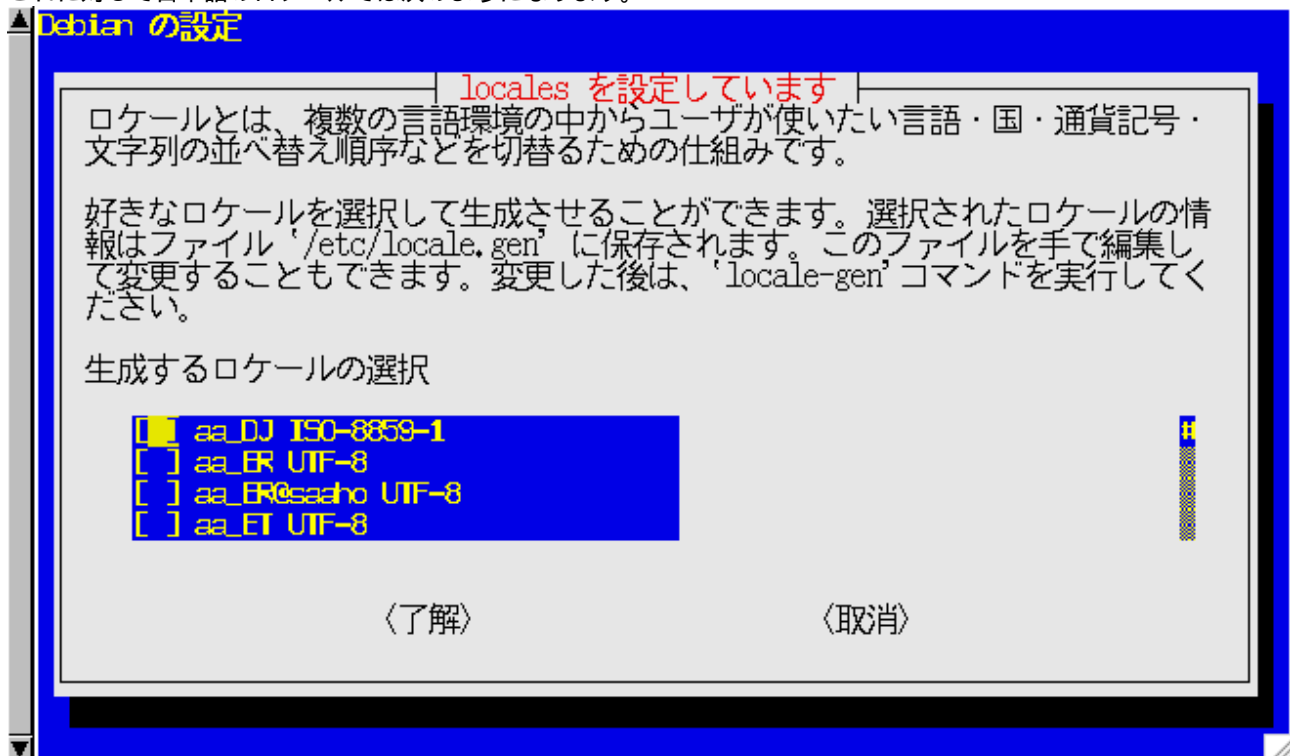 Debian の設定
locales を設定しています
ロケールとは、複数の言語環境の中からユーザが使いたい言語・国・通貨記号・
文字列の並べ替え順序などを切替るための仕組みです。
好きなロケールを選択して生成させることができます。選択されたロケールの情
報はファイル ‘/etc/locale.gen’ に保存されます。このファイルを手で編集し
て変更することもできます。変更した後は、‘locale-gen’コマンドを実行してく
ださい。
生成するロケールの選択
[ ] aa_DJ ISO-8859-1
[ ] aa_ER UTF-8
[ ] aa_ER@saaho UTF-8
[ ] aa_ET UTF-8
〈了解〉 〈取消〉